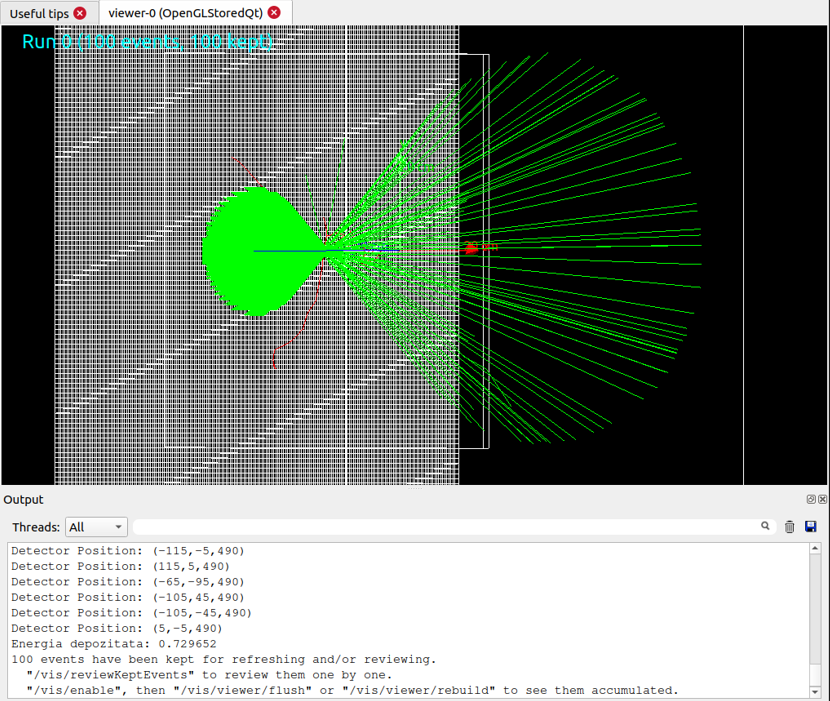 Useful tips
viewer-0 (OpenGLStoredQt)
Run 0 (100 events, 100 kept)
Output
Threads: All
Detector Position: (-115,-5,490)
Detector Position: (115,5,490)
Detector Position: (-65,-95,490)
Detector Position: (-105,45,490)
Detector Position: (-105,-45,490)
Detector Position: (5,-5,490)
Energia depozitata: 0.729652
100 events have been kept for refreshing and/or reviewing.
"/vis/reviewKeptEvents" to review them one by one.
"/vis/enable", then "/vis/viewer/flush" or "/vis/viewer/rebuild" to see them accumulated.